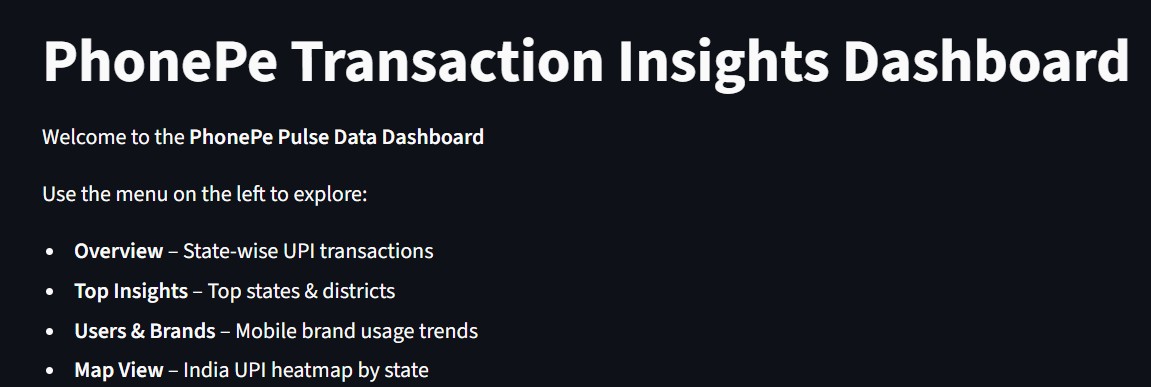 PhonePe Transaction Insights Dashboard
Welcome to the PhonePe Pulse Data Dashboard
Use the menu on the left to explore:
• Overview – State-wise UPI transactions
• Top Insights – Top states & districts
• Users & Brands – Mobile brand usage trends
• Map View – India UPI heatmap by state